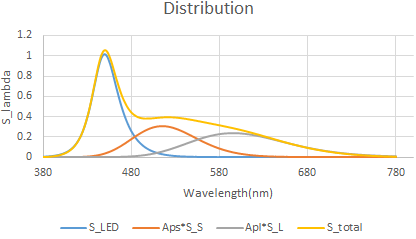 Distribution
1.2
1
0.8
0.6
0.4
0.2
0
S_lambda
380 480 580 680 780
Wavelength(nm)
S_LED Aps*S_S Apl*S_L S_total